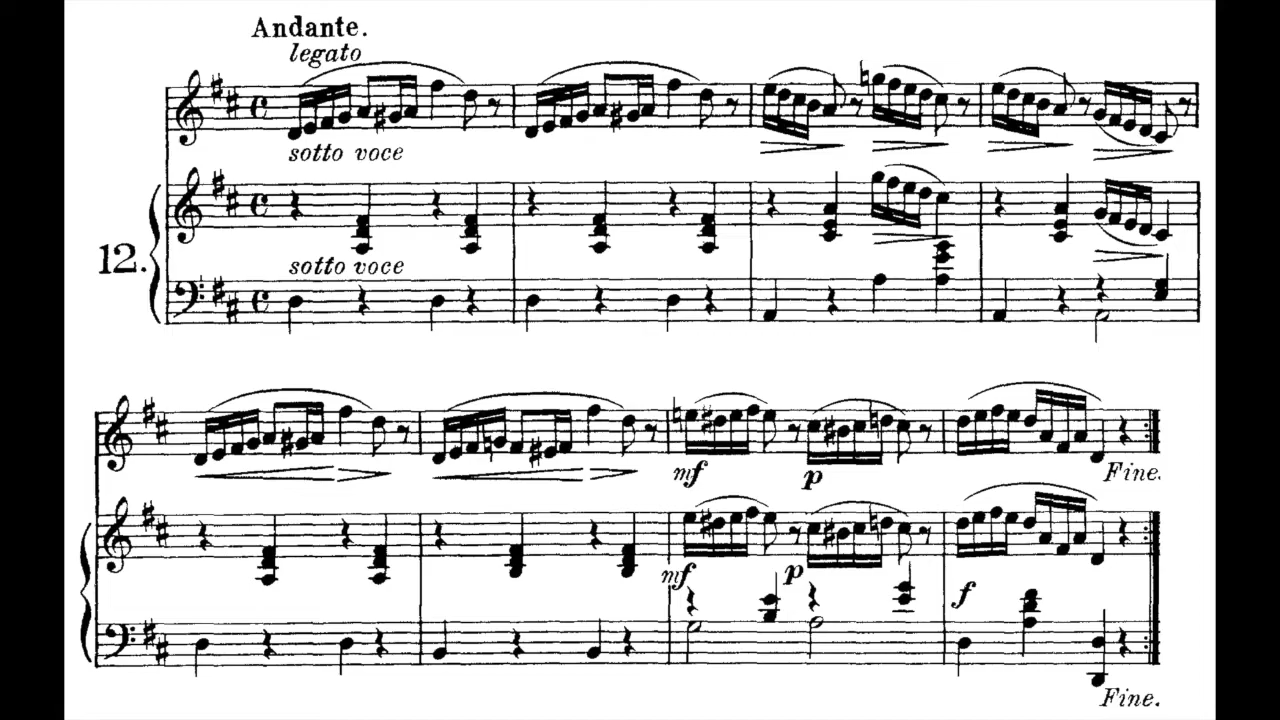 Andante.
legato
sotto voce
12.
sotto voce
mf
p
Fine.
mf
p
f
Fine.